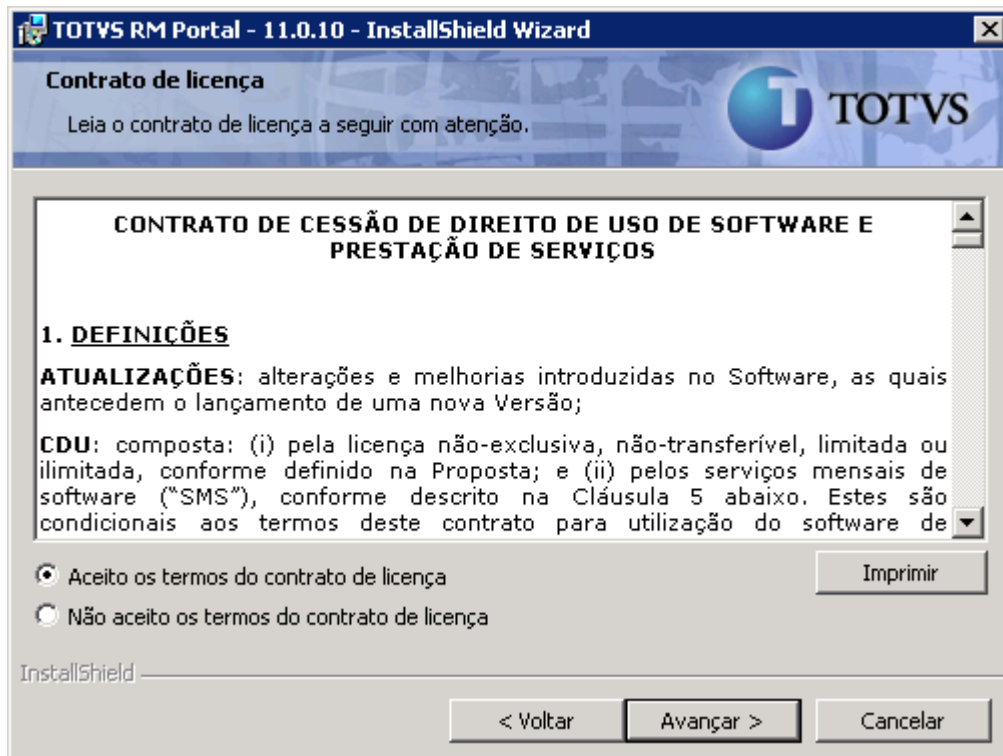 TOTVS RM Portal - 11.0.10 - InstallShield Wizard
Contrato de licença
Leia o contrato de licença a seguir com atenção.
TOTVS
CONTRATO DE CESSÃO DE DIREITO DE USO DE SOFTWARE E
PRESTAÇÃO DE SERVIÇOS
1. DEFINIÇÕES
ATUALIZAÇÕES: alterações e melhorias introduzidas no Software, as quais
antecedem o lançamento de uma nova Versão;
CDU: composta: (i) pela licença não-exclusiva, não-transferível, limitada ou
ilimitada, conforme definido na Proposta; e (ii) pelos serviços mensais de
software (“SMS”), conforme descrito na Cláusula 5 abaixo. Estes são
condicionais aos termos deste contrato para utilização do software de
Aceito os termos do contrato de licença
Imprimir
Não aceito os termos do contrato de licença
InstallShield
< Voltar
Avançar >
Cancelar